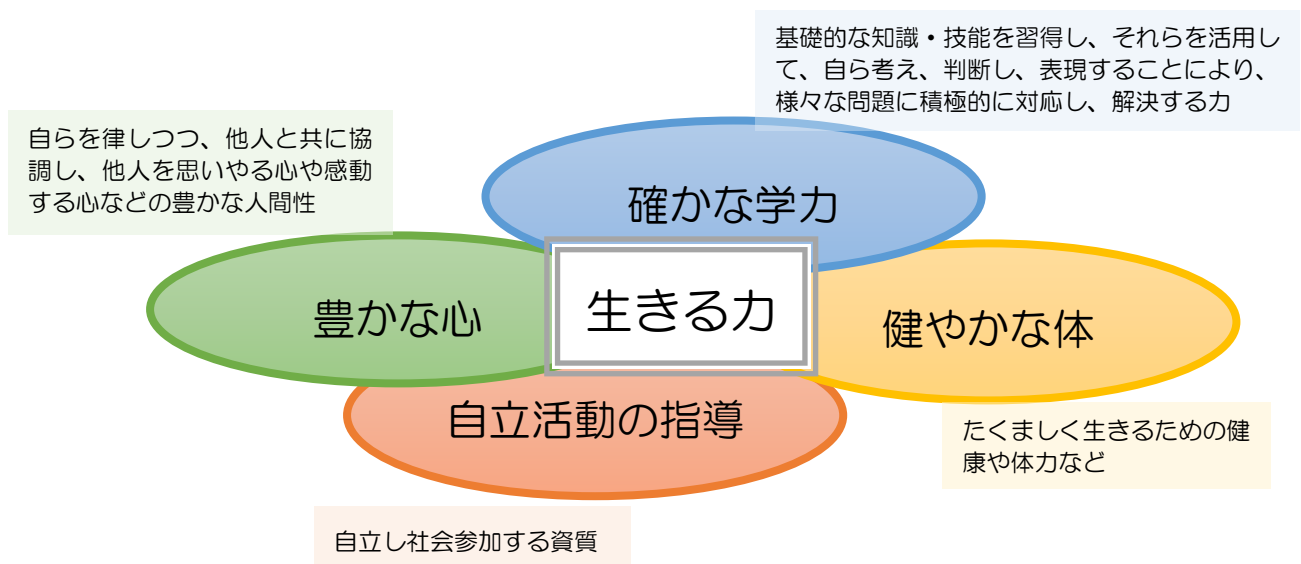 基礎的な知識・技能を習得し、それらを活用し
て、自ら考え、判断し、表現することにより、
様々な問題に積極的に対応し、解決する力
自らを律しつつ、他人と共に協
調し、他人を思いやる心や感動
する心などの豊かな人間性
確かな学力
豊かな心
生きる力
健やかな体
自立活動の指導
たくましく生きるための健
康や体力など
自立し社会参加する資質